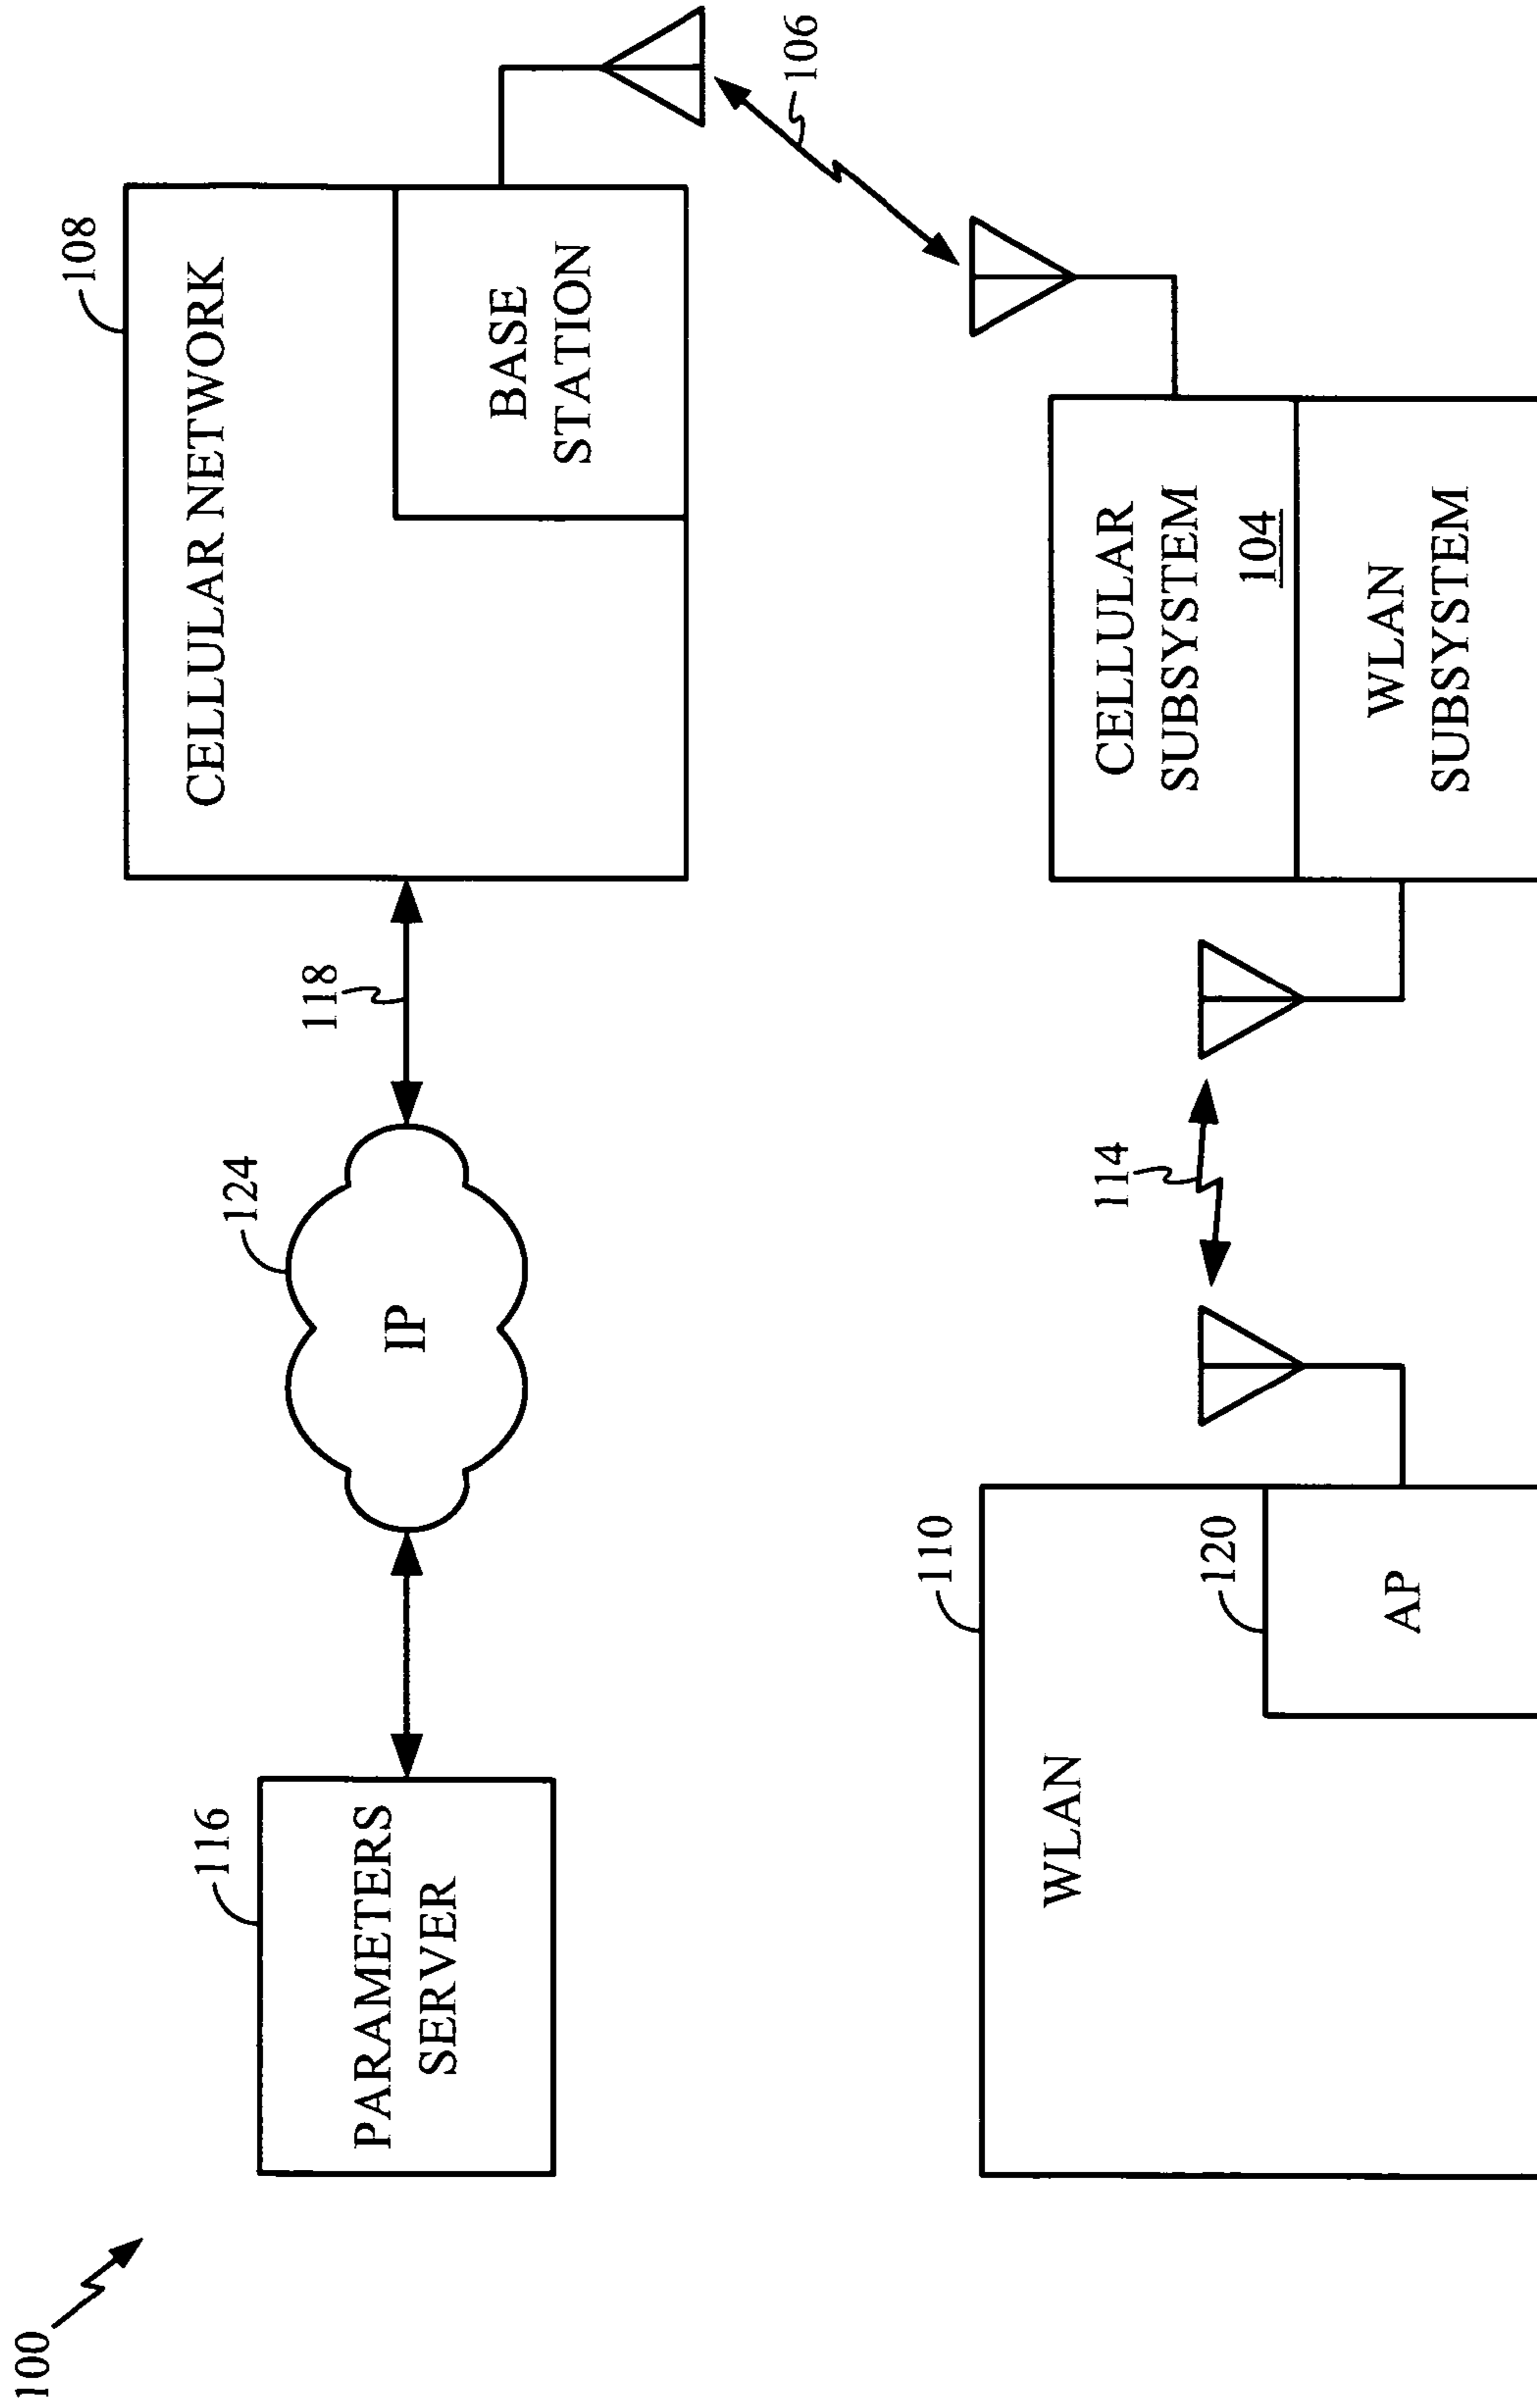 100
116
PARAMETERS
SERVER
124
IP
118
108
CELLULAR NETWORK
BASE
STATION
106
110
WLAN
120
AP
114
CELLULAR
SUBSYSTEM
104
WLAN
SUBSYSTEM